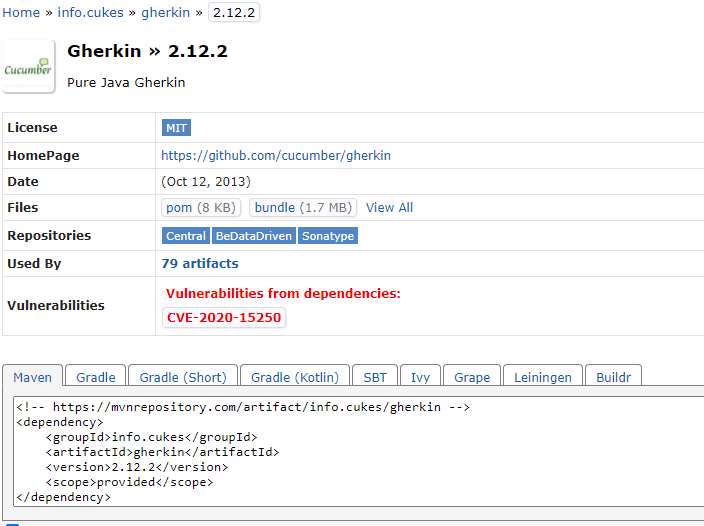 Home » info.cukes » gherkin » 2.12.2
Cucumber
Gherkin » 2.12.2
Pure Java Gherkin
License MIT
HomePage https://github.com/cucumber/gherkin
Date (Oct 12, 2013)
Files pom (8 KB) bundle (1.7 MB) View All
Repositories Central BeDataDriven Sonatype
Used By 79 artifacts
Vulnerabilities Vulnerabilities from dependencies:
CVE-2020-15250
Maven Gradle Gradle (Short) Gradle (Kotlin) SBT Ivy Grape Leiningen Buildr
<!-- https://mvnrepository.com/artifact/info.cukes/gherkin -->
<dependency>
    <groupId>info.cukes</groupId>
    <artifactId>gherkin</artifactId>
    <version>2.12.2</version>
    <scope>provided</scope>
</dependency>